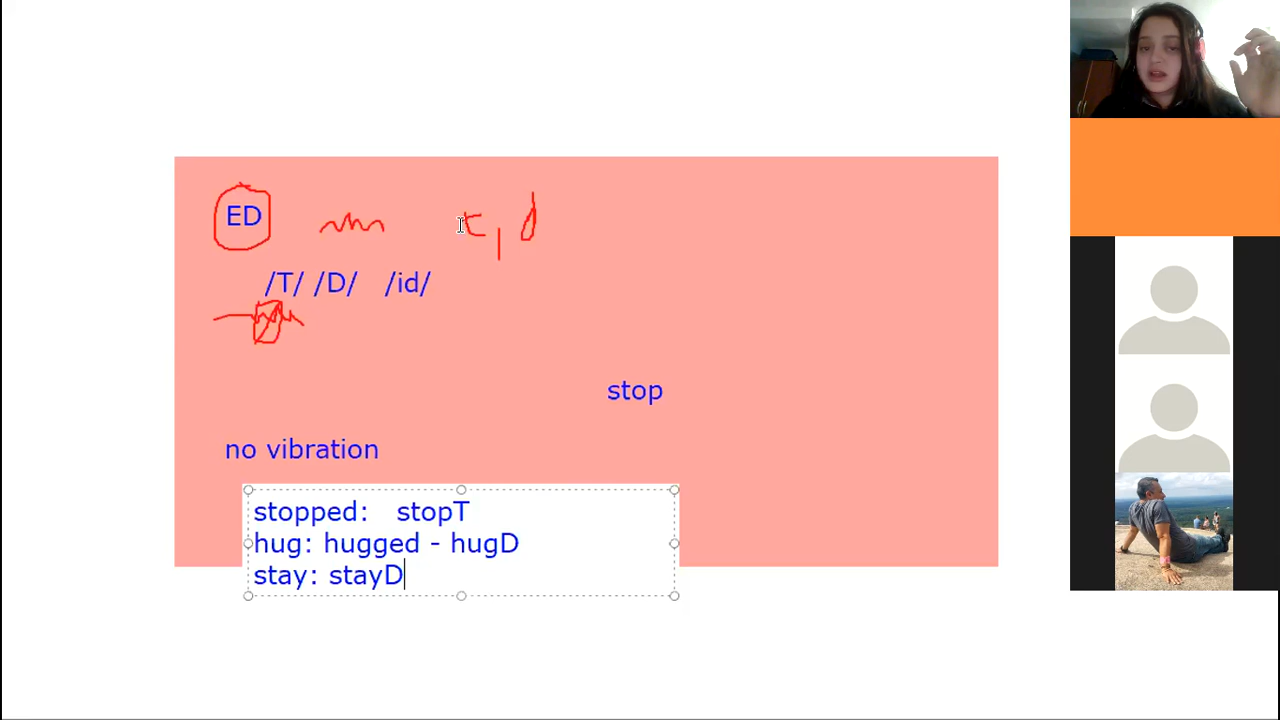 ED t, d
/T/ /D/ /id/
stop
no vibration
stopped: stopT
hug: hugged - hugD
stay: stayD